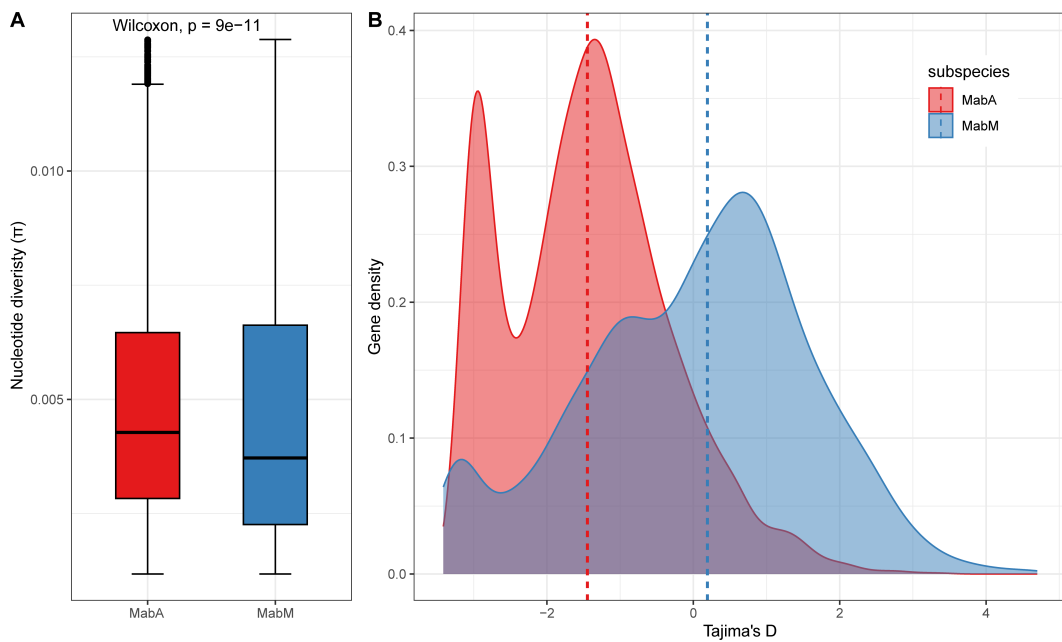 A
Wilcoxon, p = 9e−11
Nucleotide diveristy (π)
0.010
0.005
MabA
MabM
B
Gene density
0.4
0.3
0.2
0.1
0.0
−2
0
2
4
Tajima's D
subspecies
MabA
MabM